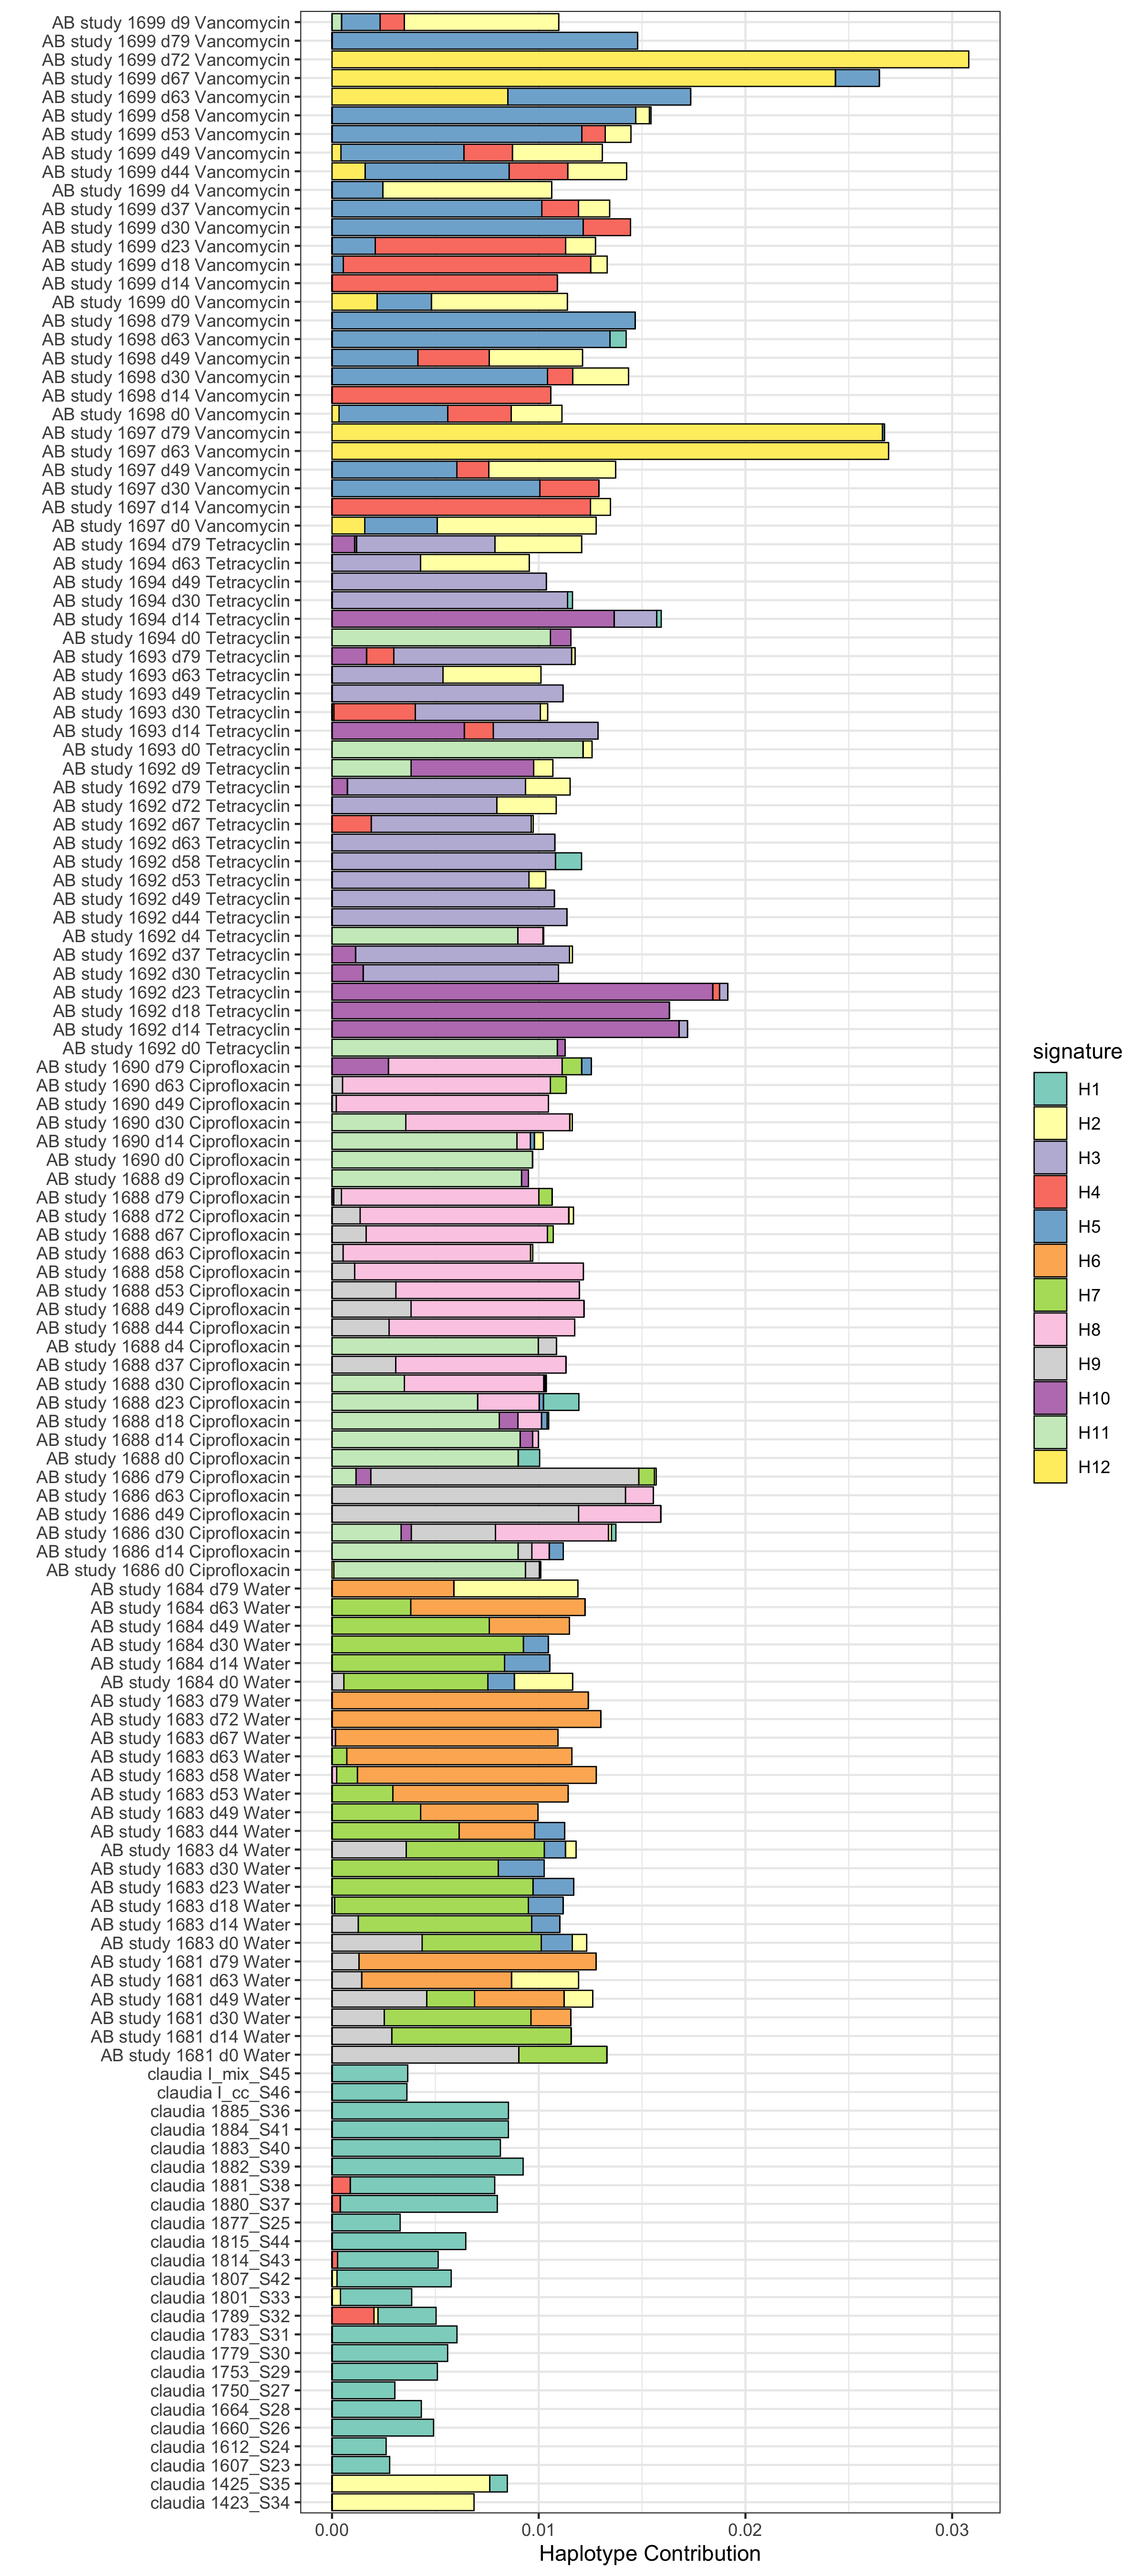 AB study 1699 d9 Vancomycin
AB study 1699 d79 Vancomycin
AB study 1699 d72 Vancomycin
AB study 1699 d67 Vancomycin
AB study 1699 d63 Vancomycin
AB study 1699 d58 Vancomycin
AB study 1699 d53 Vancomycin
AB study 1699 d49 Vancomycin
AB study 1699 d44 Vancomycin
AB study 1699 d4 Vancomycin
AB study 1699 d37 Vancomycin
AB study 1699 d30 Vancomycin
AB study 1699 d23 Vancomycin
AB study 1699 d18 Vancomycin
AB study 1699 d14 Vancomycin
AB study 1699 d0 Vancomycin
AB study 1698 d79 Vancomycin
AB study 1698 d63 Vancomycin
AB study 1698 d49 Vancomycin
AB study 1698 d30 Vancomycin
AB study 1698 d14 Vancomycin
AB study 1698 d0 Vancomycin
AB study 1697 d79 Vancomycin
AB study 1697 d63 Vancomycin
AB study 1697 d49 Vancomycin
AB study 1697 d30 Vancomycin
AB study 1697 d14 Vancomycin
AB study 1697 d0 Vancomycin
AB study 1694 d79 Tetracyclin
AB study 1694 d63 Tetracyclin
AB study 1694 d49 Tetracyclin
AB study 1694 d30 Tetracyclin
AB study 1694 d14 Tetracyclin
AB study 1694 d0 Tetracyclin
AB study 1693 d79 Tetracyclin
AB study 1693 d63 Tetracyclin
AB study 1693 d49 Tetracyclin
AB study 1693 d30 Tetracyclin
AB study 1693 d14 Tetracyclin
AB study 1693 d0 Tetracyclin
AB study 1692 d9 Tetracyclin
AB study 1692 d79 Tetracyclin
AB study 1692 d72 Tetracyclin
AB study 1692 d67 Tetracyclin
AB study 1692 d63 Tetracyclin
AB study 1692 d58 Tetracyclin
AB study 1692 d53 Tetracyclin
AB study 1692 d49 Tetracyclin
AB study 1692 d44 Tetracyclin
AB study 1692 d4 Tetracyclin
AB study 1692 d37 Tetracyclin
AB study 1692 d30 Tetracyclin
AB study 1692 d23 Tetracyclin
AB study 1692 d18 Tetracyclin
AB study 1692 d14 Tetracyclin
AB study 1692 d0 Tetracyclin
AB study 1690 d79 Ciprofloxacin
AB study 1690 d63 Ciprofloxacin
AB study 1690 d49 Ciprofloxacin
AB study 1690 d30 Ciprofloxacin
AB study 1690 d14 Ciprofloxacin
AB study 1690 d0 Ciprofloxacin
AB study 1688 d9 Ciprofloxacin
AB study 1688 d79 Ciprofloxacin
AB study 1688 d72 Ciprofloxacin
AB study 1688 d67 Ciprofloxacin
AB study 1688 d63 Ciprofloxacin
AB study 1688 d58 Ciprofloxacin
AB study 1688 d53 Ciprofloxacin
AB study 1688 d49 Ciprofloxacin
AB study 1688 d44 Ciprofloxacin
AB study 1688 d4 Ciprofloxacin
AB study 1688 d37 Ciprofloxacin
AB study 1688 d30 Ciprofloxacin
AB study 1688 d23 Ciprofloxacin
AB study 1688 d18 Ciprofloxacin
AB study 1688 d14 Ciprofloxacin
AB study 1688 d0 Ciprofloxacin
AB study 1686 d79 Ciprofloxacin
AB study 1686 d63 Ciprofloxacin
AB study 1686 d49 Ciprofloxacin
AB study 1686 d30 Ciprofloxacin
AB study 1686 d14 Ciprofloxacin
AB study 1686 d0 Ciprofloxacin
AB study 1684 d79 Water
AB study 1684 d63 Water
AB study 1684 d49 Water
AB study 1684 d30 Water
AB study 1684 d14 Water
AB study 1684 d0 Water
AB study 1683 d79 Water
AB study 1683 d72 Water
AB study 1683 d67 Water
AB study 1683 d63 Water
AB study 1683 d58 Water
AB study 1683 d53 Water
AB study 1683 d49 Water
AB study 1683 d44 Water
AB study 1683 d4 Water
AB study 1683 d30 Water
AB study 1683 d23 Water
AB study 1683 d18 Water
AB study 1683 d14 Water
AB study 1683 d0 Water
AB study 1681 d79 Water
AB study 1681 d63 Water
AB study 1681 d49 Water
AB study 1681 d30 Water
AB study 1681 d14 Water
AB study 1681 d0 Water
claudia I_mix_S45
claudia I_cc_S46
claudia 1885_S36
claudia 1884_S41
claudia 1883_S40
claudia 1882_S39
claudia 1881_S38
claudia 1880_S37
claudia 1877_S25
claudia 1815_S44
claudia 1814_S43
claudia 1807_S42
claudia 1801_S33
claudia 1789_S32
claudia 1783_S31
claudia 1779_S30
claudia 1753_S29
claudia 1750_S27
claudia 1664_S28
claudia 1660_S26
claudia 1612_S24
claudia 1607_S23
claudia 1425_S35
claudia 1423_S34
0.00
0.01
0.02
0.03
Haplotype Contribution
signature
H1
H2
H3
H4
H5
H6
H7
H8
H9
H10
H11
H12